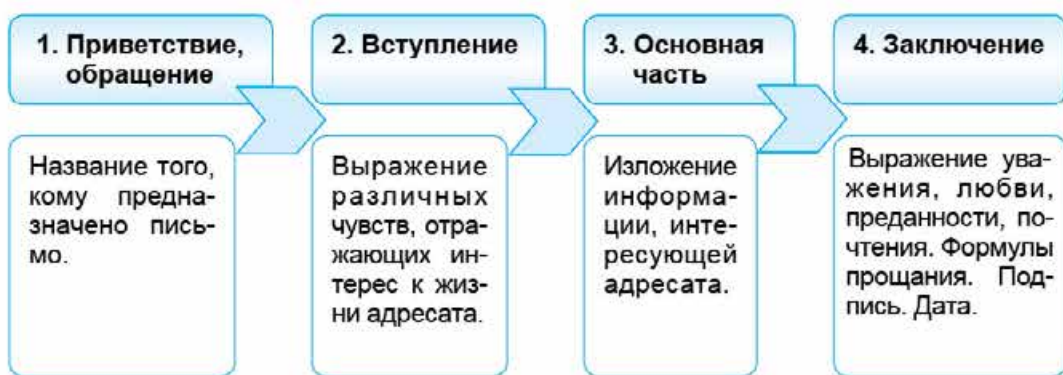 1. Приветствие,
обращение
Название того,
кому предна-
значено пись-
мо.
2. Вступление
Выражение
различных
чувств, отра-
жающих ин-
терес к жиз-
ни адресата.
3. Основная
часть
Изложение
информа-
ции, инте-
ресующей
адресата.
4. Заключение
Выражение ува-
жения, любви,
преданности, по-
чтения. Формулы
прощания. Под-
пись. Дата.